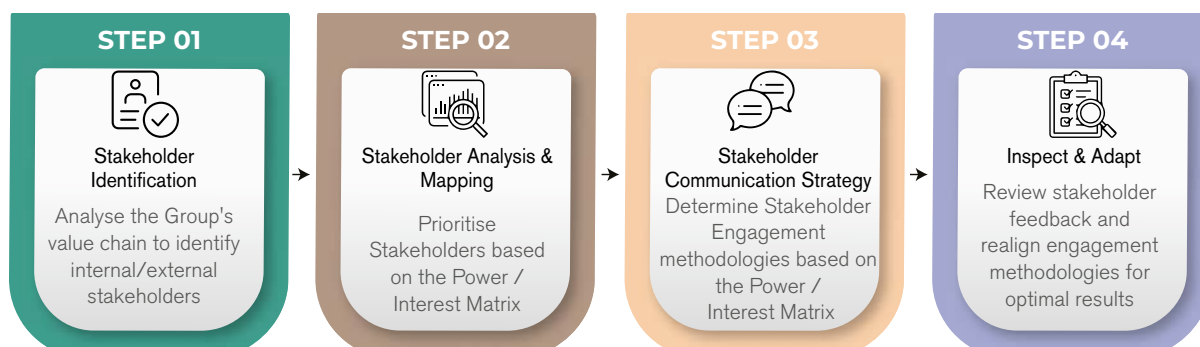 STEP 01
Stakeholder
Identification
Analyse the Group's
value chain to identify
internal/external
stakeholders
STEP 02
Stakeholder Analysis &
Mapping
Prioritise
Stakeholders based
on the Power /
Interest Matrix
STEP 03
Stakeholder
Communication Strategy
Determine Stakeholder
Engagement
methodologies based on
the Power /
Interest Matrix
STEP 04
Inspect & Adapt
Review stakeholder
feedback and
realign engagement
methodologies for
optimal results